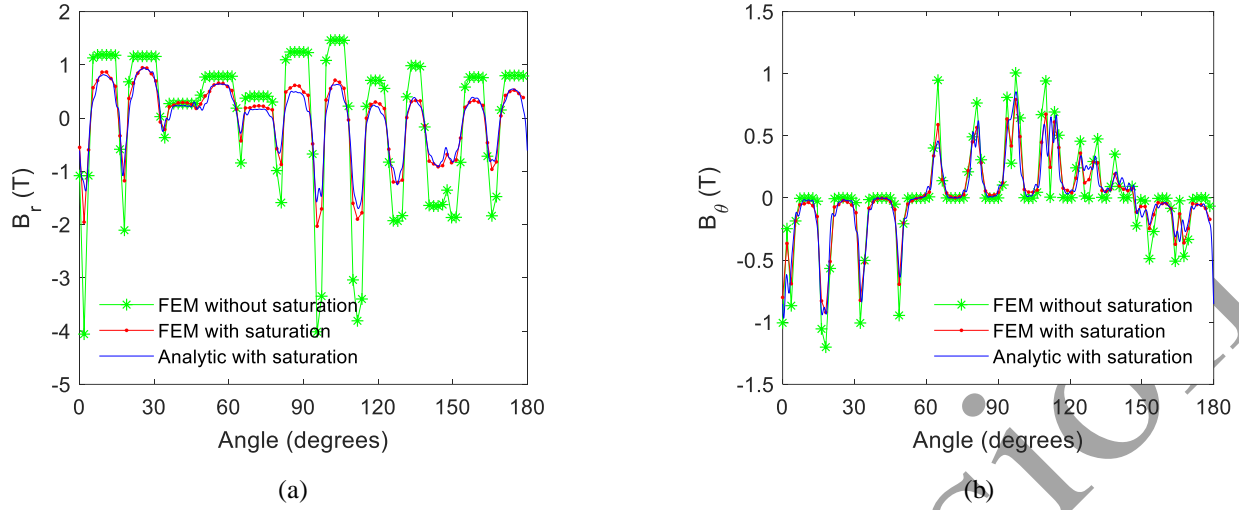 2
1
0
-1
-2
-3
-4
-5
B_r (T)
FEM without saturation
FEM with saturation
Analytic with saturation
0 30 60 90 120 150 180
Angle (degrees)
(a)
1.5
1
0.5
0
-0.5
-1
-1.5
B_θ (T)
FEM without saturation
FEM with saturation
Analytic with saturation
0 30 60 90 120 150 180
Angle (degrees)
(b)